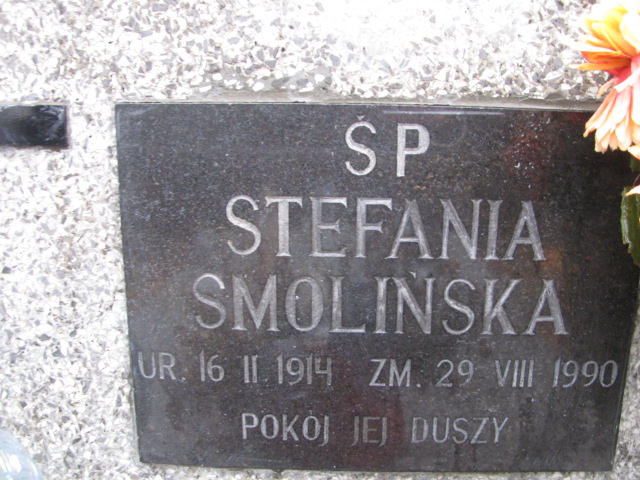 ŚP
STEFANIA
SMOLIŃSKA
UR. 16 II 1914 ZM. 29 VIII 1990
POKOJ JEJ DUSZY